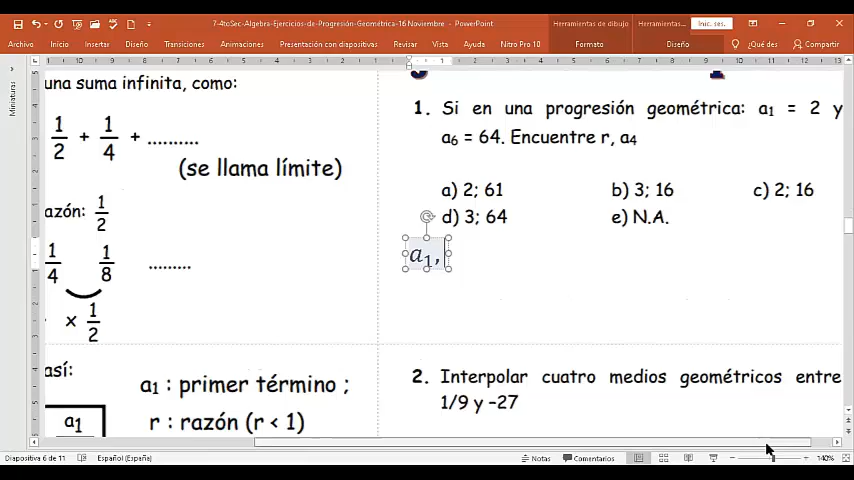 7-4toSec-Algebra-Ejercicios-de-Progresión-Geométrica-16 Noviembre - PowerPoint
Herramientas de dibujo
Herramientas...
Inic. ses.
Archivo Inicio Insertar Diseño Transiciones Animaciones Presentación con diapositivas Revisar Vista Ayuda Nitro Pro 10 Formato Diseño ¿Qué des Compartir
Miniaturas
una suma infinita, como:
1/2 + 1/4 + ..........
(se llama límite)
azón: 1/2
1/4 1/8 .........
x 1/2
así:
a1 : primer término ;
a1
r : razón (r < 1)
1. Si en una progresión geométrica: a1 = 2 y
a6 = 64. Encuentre r, a4
a) 2; 61 b) 3; 16 c) 2; 16
d) 3; 64 e) N.A.
a1,
2. Interpolar cuatro medios geométricos entre
1/9 y -27
Diapositiva 6 de 11 Español (España) Notas Comentarios 140%